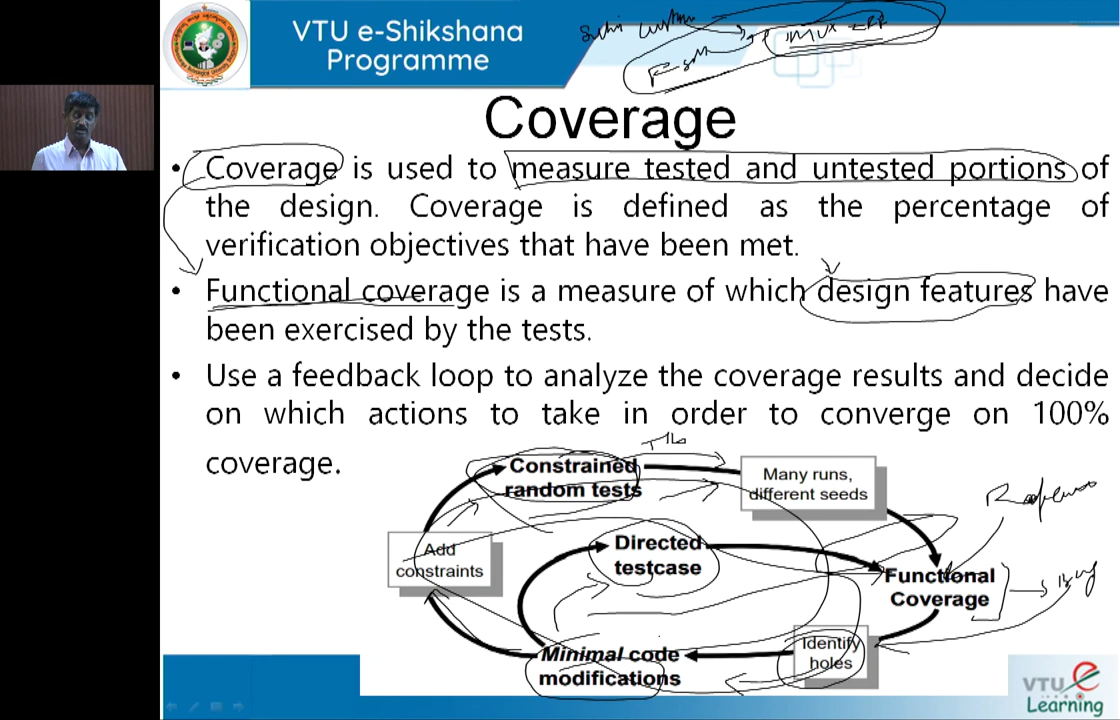 VTU e-Shikshana
Programme
Coverage
• Coverage is used to measure tested and untested portions of
the design. Coverage is defined as the percentage of
verification objectives that have been met.
• Functional coverage is a measure of which design features have
been exercised by the tests.
• Use a feedback loop to analyze the coverage results and decide
on which actions to take in order to converge on 100%
coverage.
Constrained
random tests
Many runs,
different seeds
Add
constraints
Directed
testcase
Functional
Coverage
Identify
holes
Minimal code
modifications
VTU e
Learning